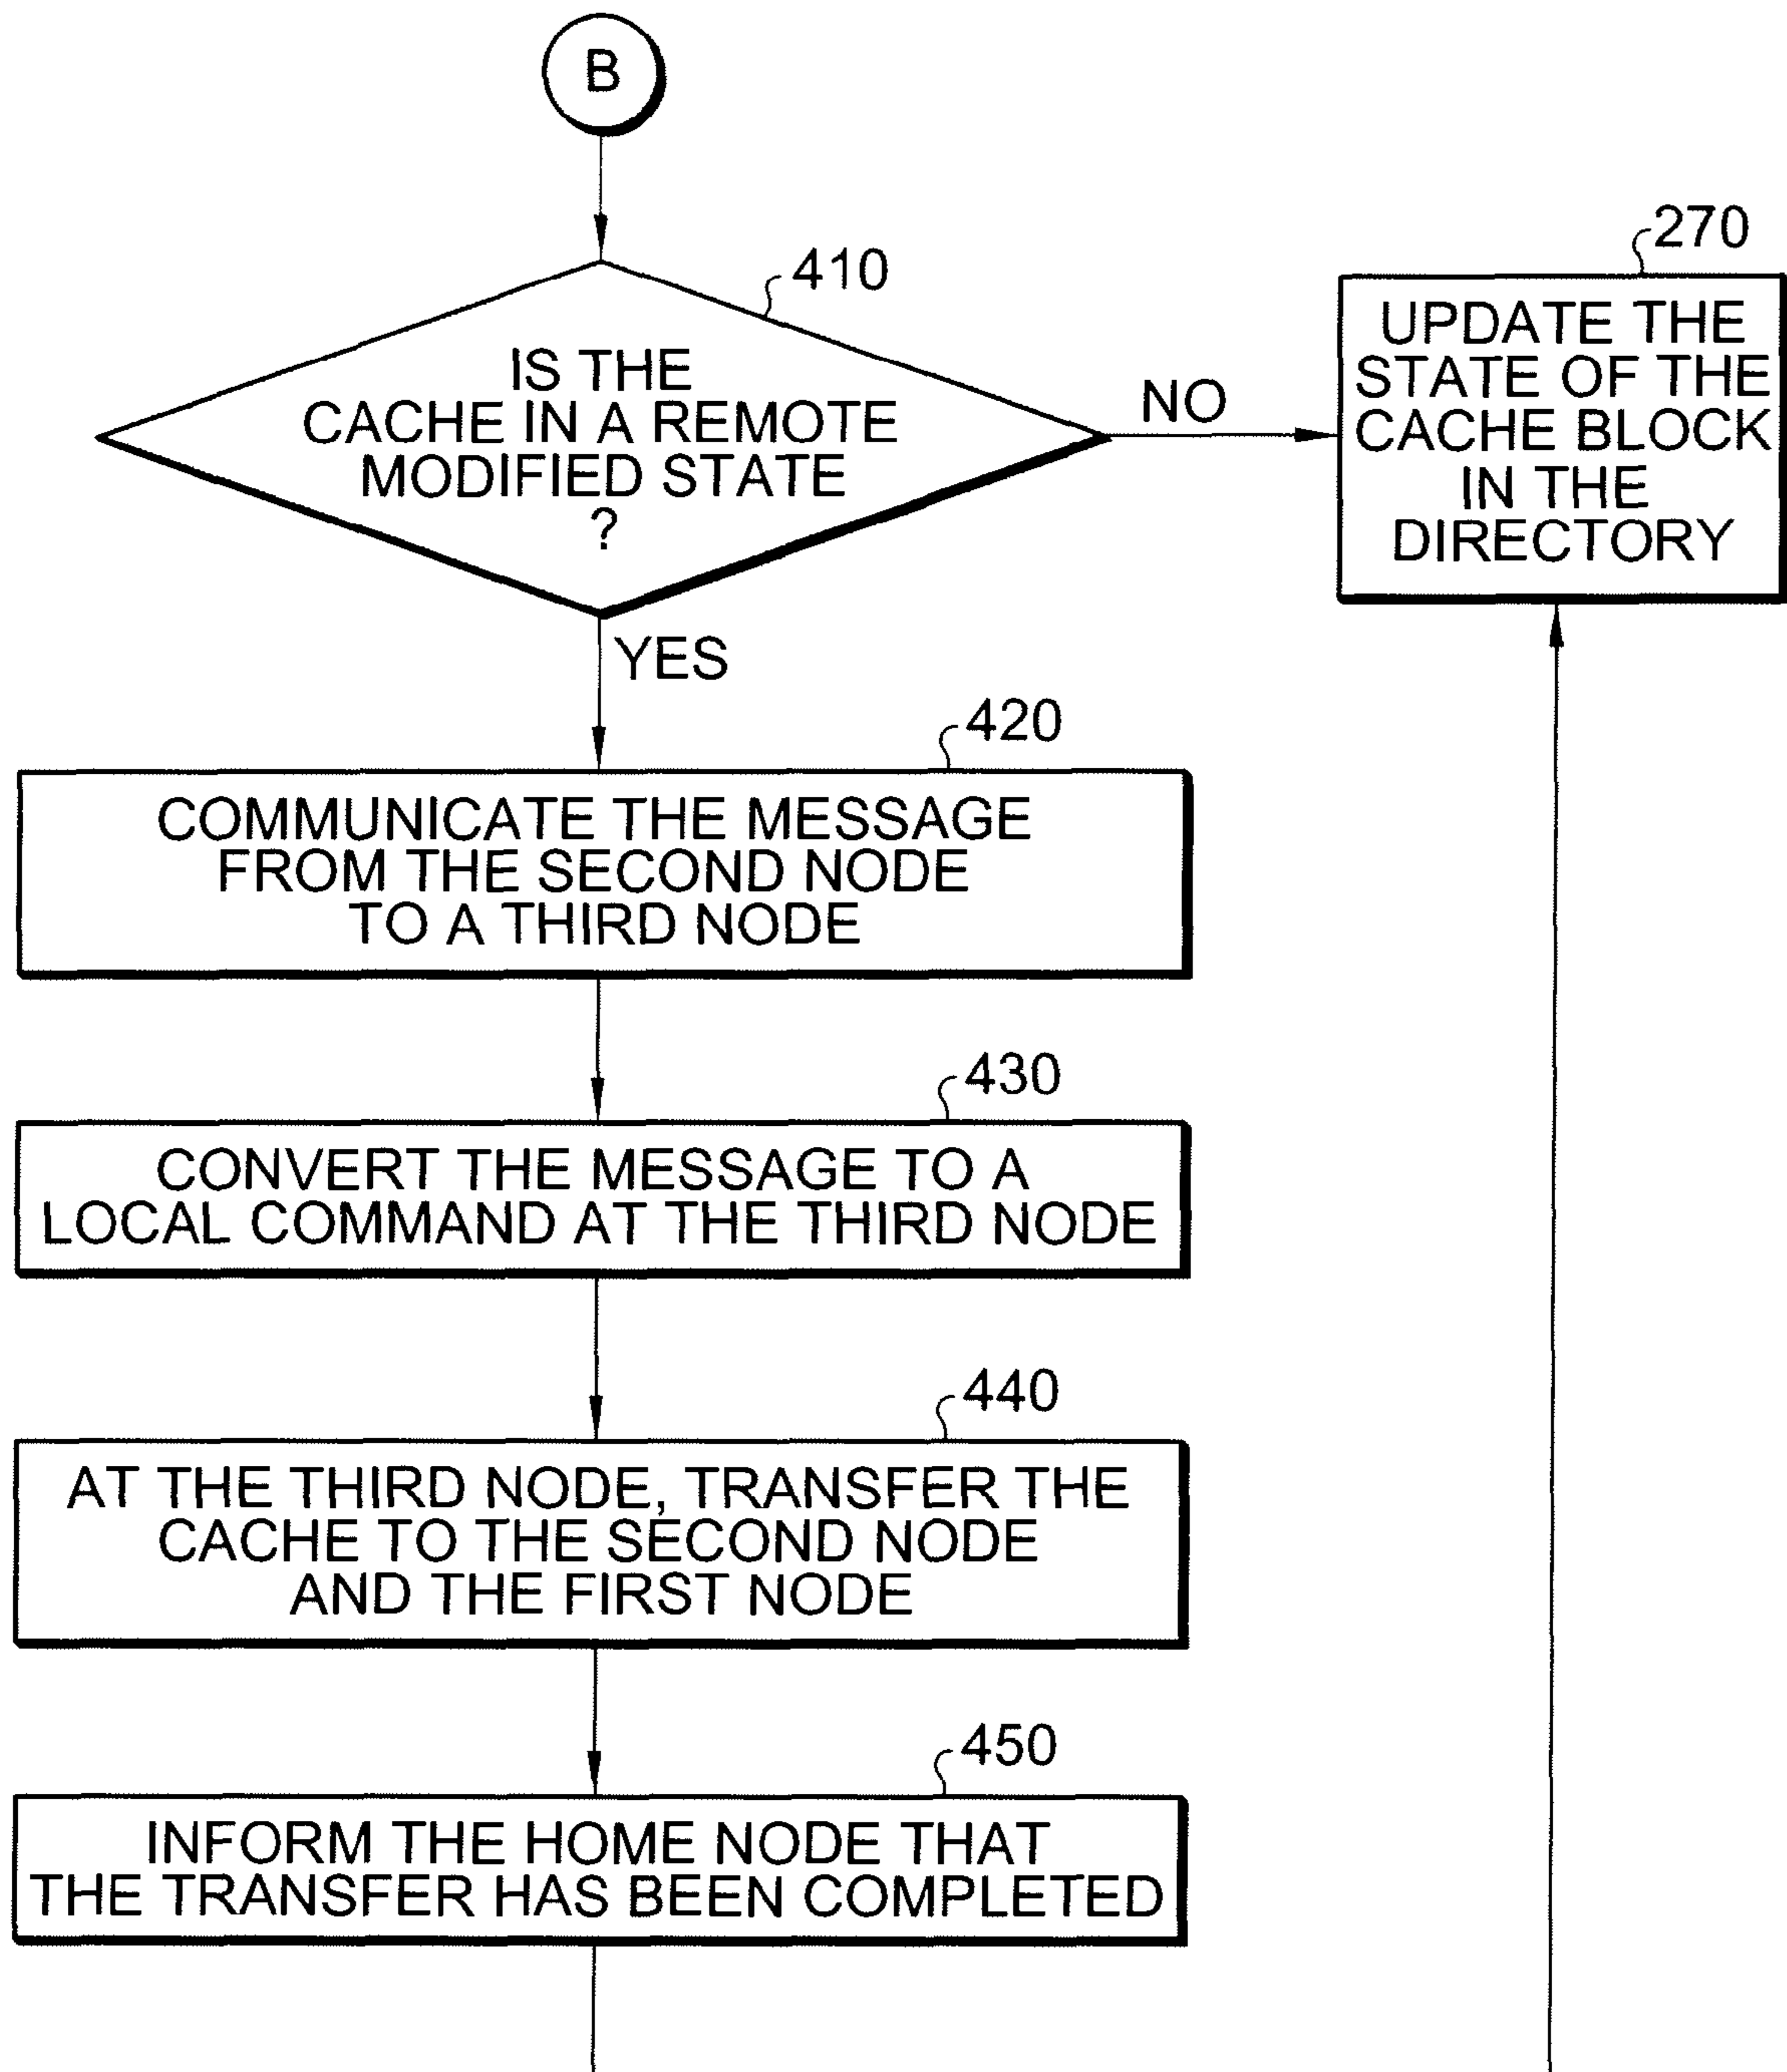 B
410
IS THE
CACHE IN A REMOTE
MODIFIED STATE
?
NO
YES
270
UPDATE THE
STATE OF THE
CACHE BLOCK
IN THE
DIRECTORY
420
COMMUNICATE THE MESSAGE
FROM THE SECOND NODE
TO A THIRD NODE
430
CONVERT THE MESSAGE TO A
LOCAL COMMAND AT THE THIRD NODE
440
AT THE THIRD NODE, TRANSFER THE
CACHE TO THE SECOND NODE
AND THE FIRST NODE
450
INFORM THE HOME NODE THAT
THE TRANSFER HAS BEEN COMPLETED